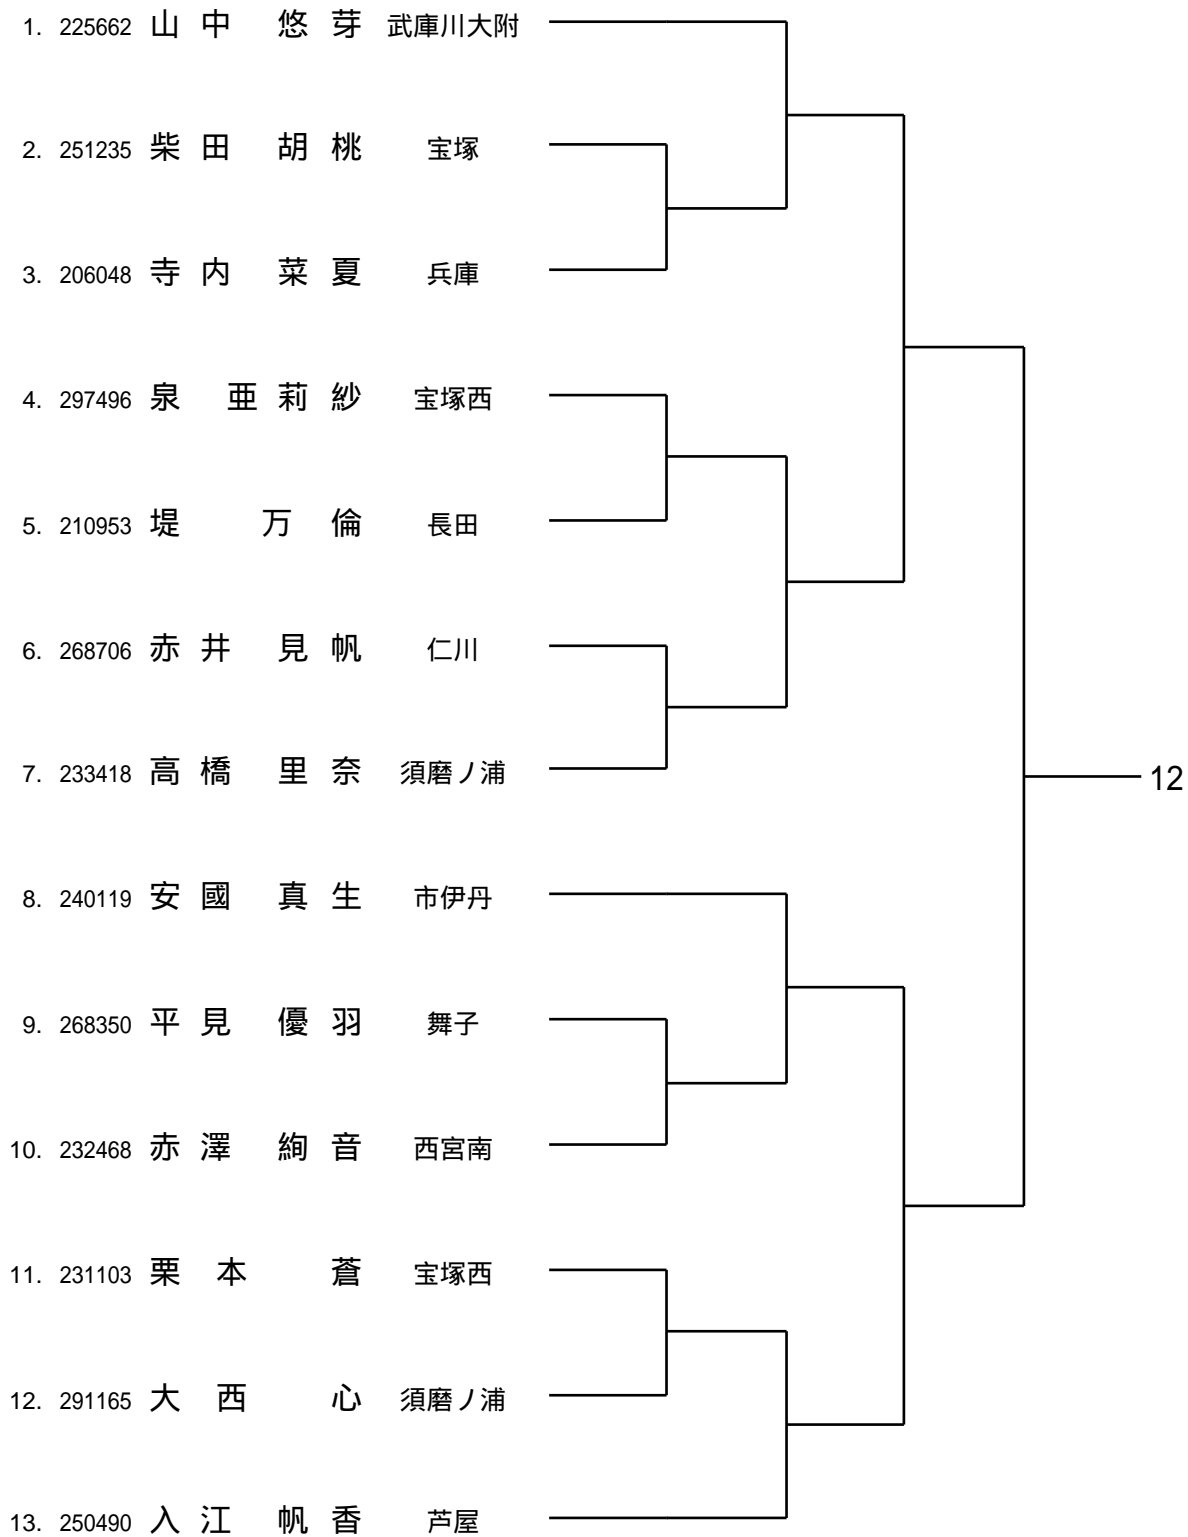 1. 225662 山中 悠芽 武庫川大附
2. 251235 柴田 胡桃 宝塚
3. 206048 寺内 菜夏 兵庫
4. 297496 泉 亜莉紗 宝塚西
5. 210953 堤 万倫 長田
6. 268706 赤井 見帆 仁川
7. 233418 高橋 里奈 須磨ノ浦
12
8. 240119 安國 真生 市伊丹
9. 268350 平見 優羽 舞子
10. 232468 赤澤 絢音 西宮南
11. 231103 栗本 蒼 宝塚西
12. 291165 大西 心 須磨ノ浦
13. 250490 入江 帆香 芦屋